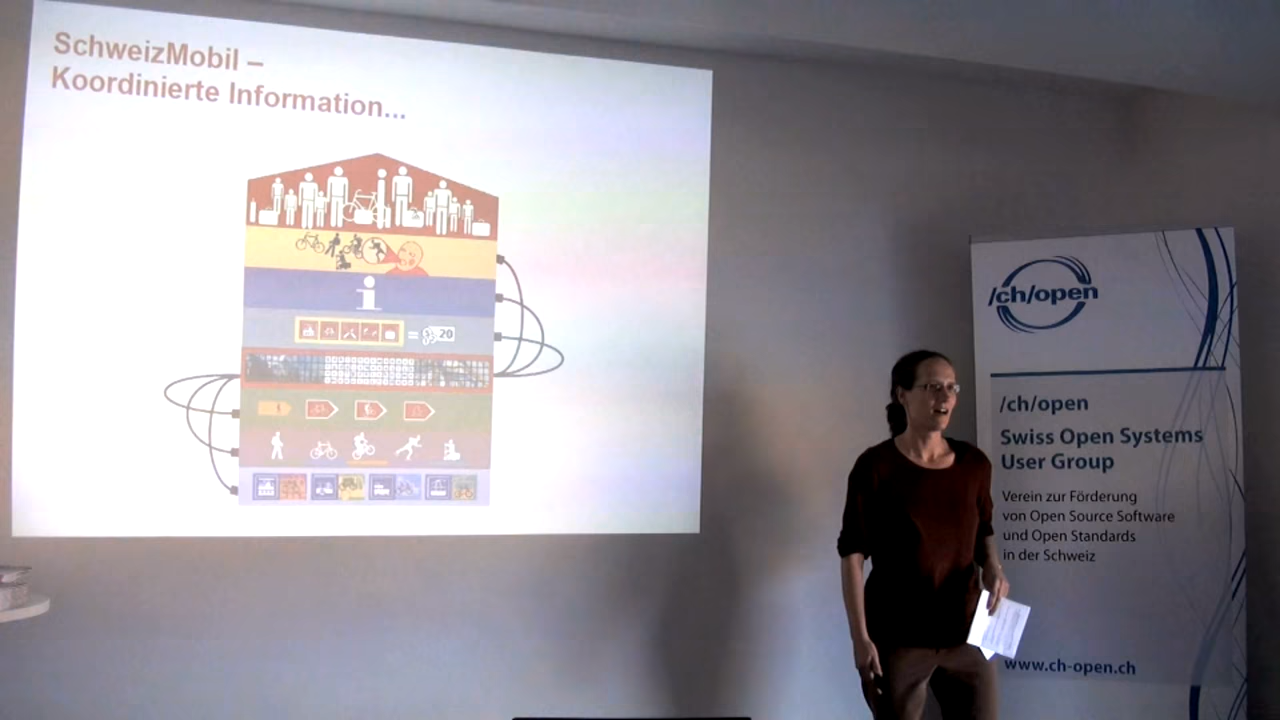 SchweizMobil –
Koordinierte Information...
i
= 20
/ch/open
/ch/open
Swiss Open Systems
User Group
Verein zur Förderung
von Open Source Software
und Open Standards
in der Schweiz
www.ch-open.ch